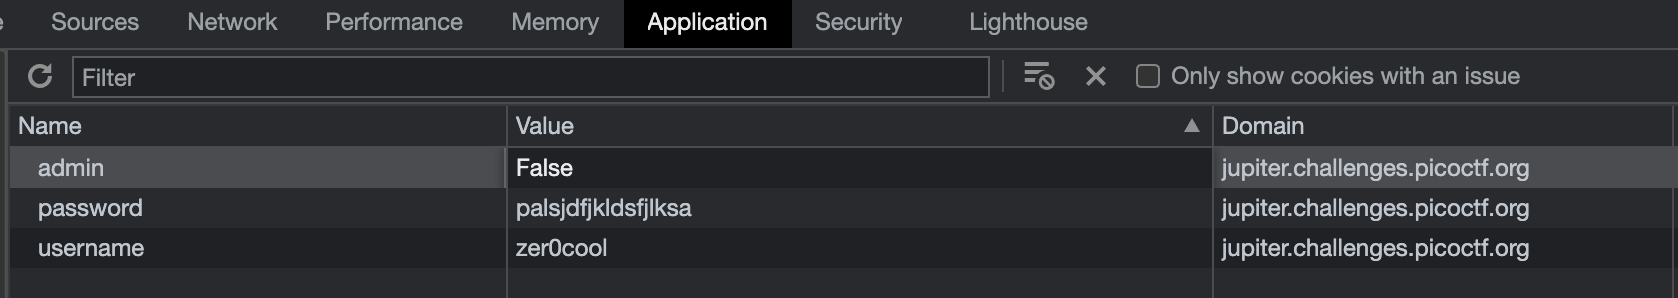 Sources Network Performance Memory Application Security Lighthouse
Filter Only show cookies with an issue
Name Value Domain
admin False jupiter.challenges.picoctf.org
password palsjdfjkldsfjlksa jupiter.challenges.picoctf.org
username zer0cool jupiter.challenges.picoctf.org